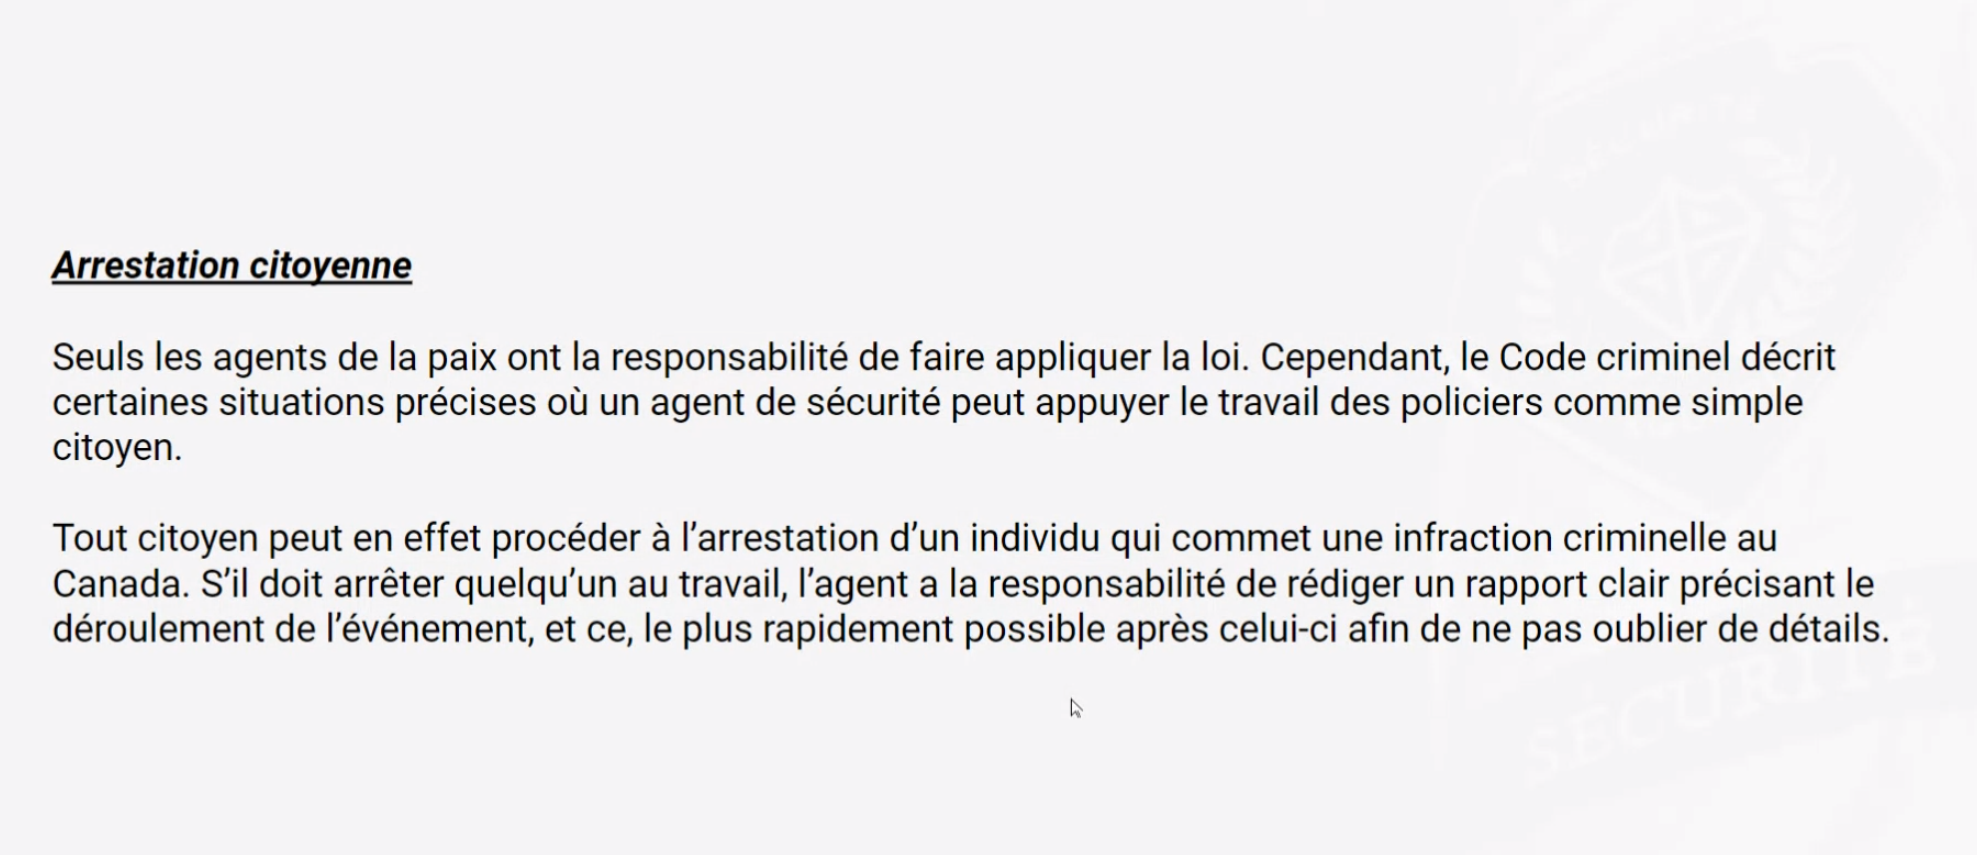 Arrestation citoyenne
Seuls les agents de la paix ont la responsabilité de faire appliquer la loi. Cependant, le Code criminel décrit
certaines situations précises où un agent de sécurité peut appuyer le travail des policiers comme simple
citoyen.
Tout citoyen peut en effet procéder à l’arrestation d’un individu qui commet une infraction criminelle au
Canada. S’il doit arrêter quelqu’un au travail, l’agent a la responsabilité de rédiger un rapport clair précisant le
déroulement de l’événement, et ce, le plus rapidement possible après celui-ci afin de ne pas oublier de détails.
SÉCURITÉ
SÉCURITÉ